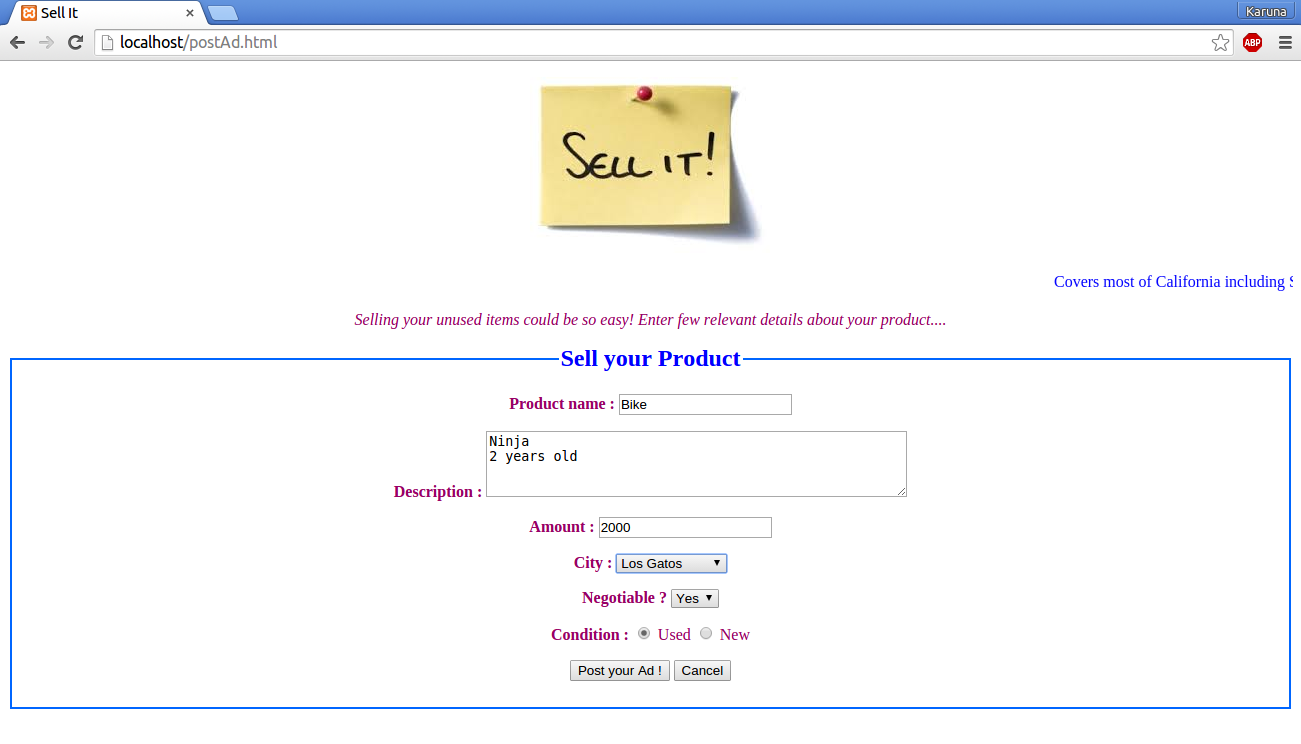 Sell It
Karuna
localhost/postAd.html
ABP
SELL IT!
Covers most of California including
Selling your unused items could be so easy! Enter few relevant details about your product....
Sell your Product
Product name : Bike
Ninja
2 years old
Description :
Amount : 2000
City : Los Gatos
Negotiable ? Yes
Condition : Used New
Post your Ad ! Cancel